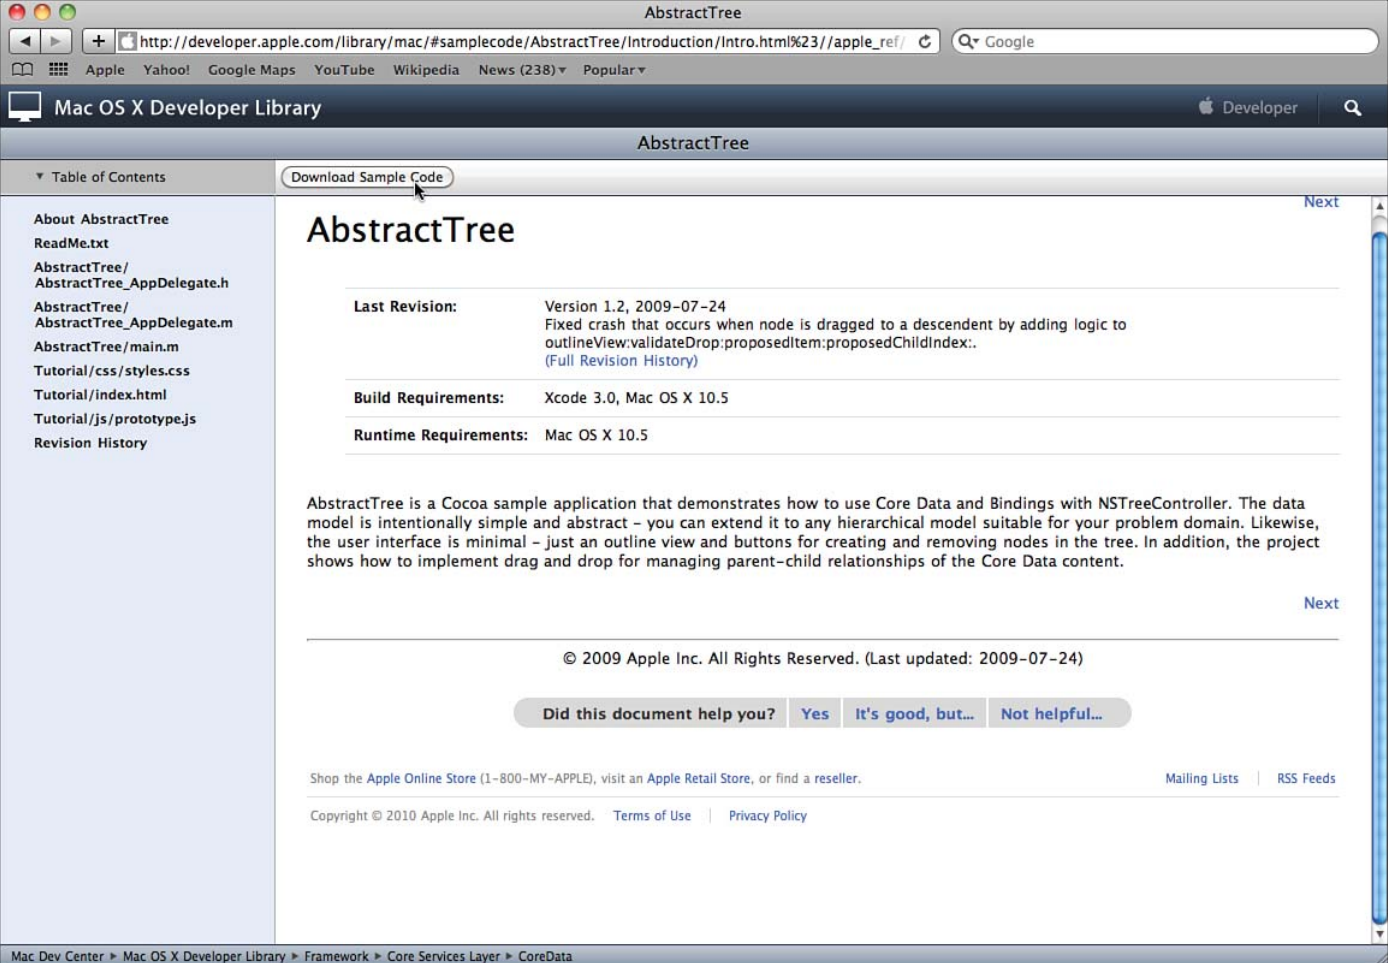 AbstractTree
http://developer.apple.com/library/mac/#samplecode/AbstractTree/Introduction/Intro.html%23//apple_ref/
Google
Apple Yahoo! Google Maps YouTube Wikipedia News (238)▾ Popular▾
Mac OS X Developer Library
Developer
AbstractTree
▼ Table of Contents
Download Sample Code
About AbstractTree
ReadMe.txt
AbstractTree/
AbstractTree_AppDelegate.h
AbstractTree/
AbstractTree_AppDelegate.m
AbstractTree/main.m
Tutorial/css/styles.css
Tutorial/index.html
Tutorial/js/prototype.js
Revision History
Next
AbstractTree
Last Revision: Version 1.2, 2009-07-24
Fixed crash that occurs when node is dragged to a descendent by adding logic to
outlineView:validateDrop:proposedItem:proposedChildIndex:.
(Full Revision History)
Build Requirements: Xcode 3.0, Mac OS X 10.5
Runtime Requirements: Mac OS X 10.5
AbstractTree is a Cocoa sample application that demonstrates how to use Core Data and Bindings with NSTreeController. The data
model is intentionally simple and abstract – you can extend it to any hierarchical model suitable for your problem domain. Likewise,
the user interface is minimal – just an outline view and buttons for creating and removing nodes in the tree. In addition, the project
shows how to implement drag and drop for managing parent-child relationships of the Core Data content.
Next
© 2009 Apple Inc. All Rights Reserved. (Last updated: 2009-07-24)
Did this document help you? Yes It's good, but... Not helpful...
Shop the Apple Online Store (1-800-MY-APPLE), visit an Apple Retail Store, or find a reseller.
Mailing Lists RSS Feeds
Copyright © 2010 Apple Inc. All rights reserved. Terms of Use Privacy Policy
Mac Dev Center ▸ Mac OS X Developer Library ▸ Framework ▸ Core Services Layer ▸ CoreData